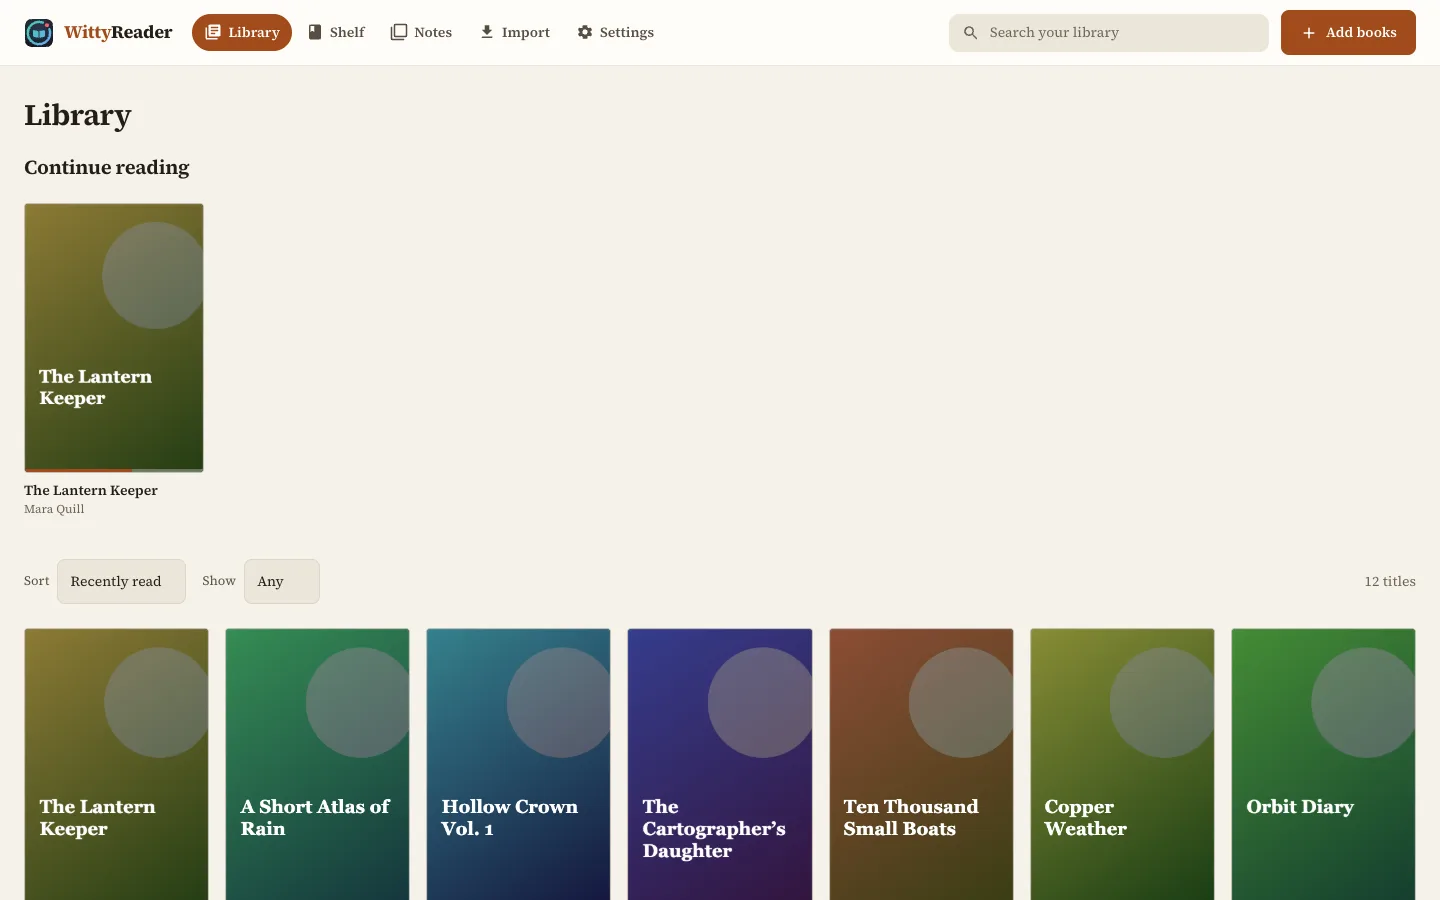 WittyReader
Library
Shelf
Notes
Import
Settings
Search your library
Add books
Library
Continue reading
The Lantern
Keeper
The Lantern Keeper
Mara Quill
Sort
Recently read
Show
Any
12 titles
The Lantern
Keeper
A Short Atlas of
Rain
Hollow Crown
Vol. 1
The
Cartographer’s
Daughter
Ten Thousand
Small Boats
Copper
Weather
Orbit Diary